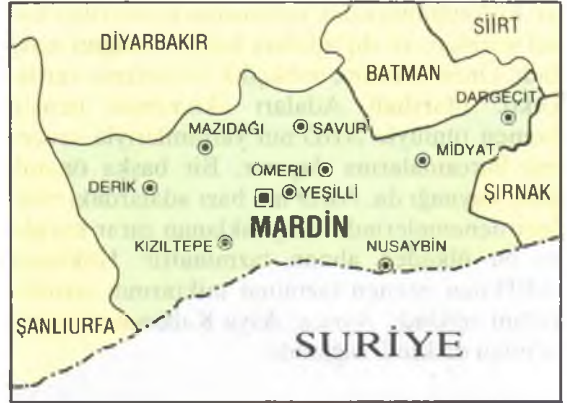 SİİRT
DİYARBAKIR
BATMAN
DARGEÇİT
MAZIDAĞI
SAVUR
MİDYAT
ÖMERLİ
DERİK
YEŞİLLİ
ŞIRNAK
MARDİN
KIZILTEPE
NUSAYBİN
ŞANLIURFA
SURİYE